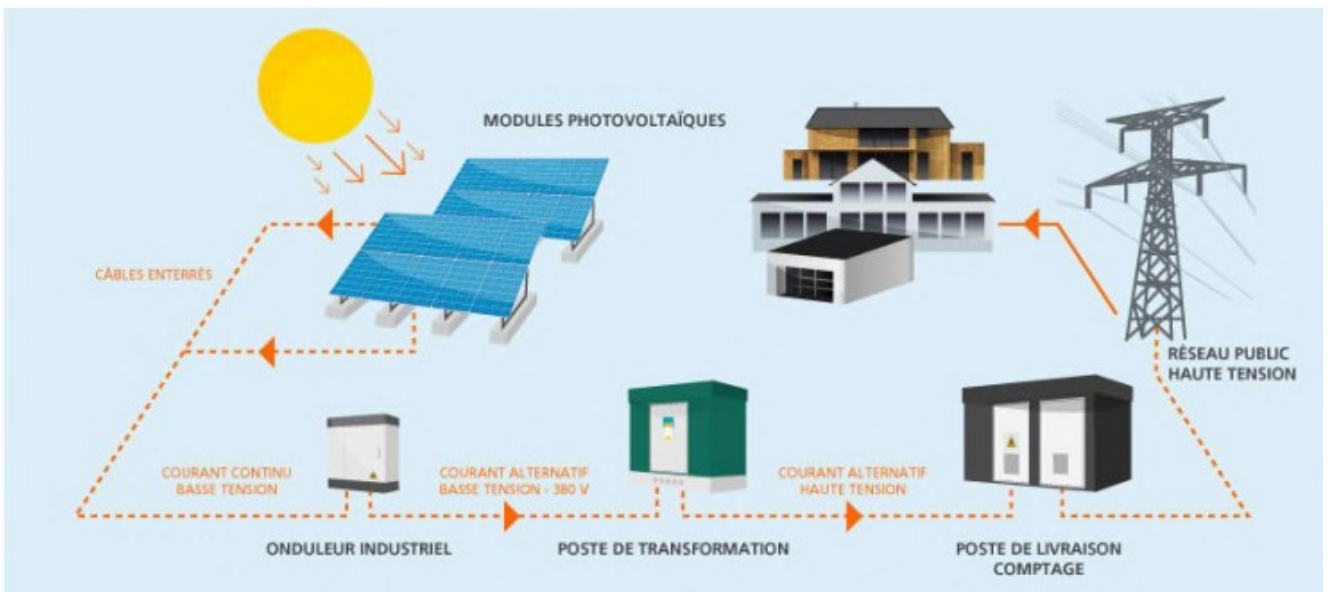 MODULES PHOTOVOLTAÏQUES
CÂBLES ENTERRÉS
RÉSEAU PUBLIC
HAUTE TENSION
COURANT CONTINU
BASSE TENSION
COURANT ALTERNATIF
BASSE TENSION - 380 V
COURANT ALTERNATIF
HAUTE TENSION
ONDULEUR INDUSTRIEL
POSTE DE TRANSFORMATION
POSTE DE LIVRAISON
COMPTAGE